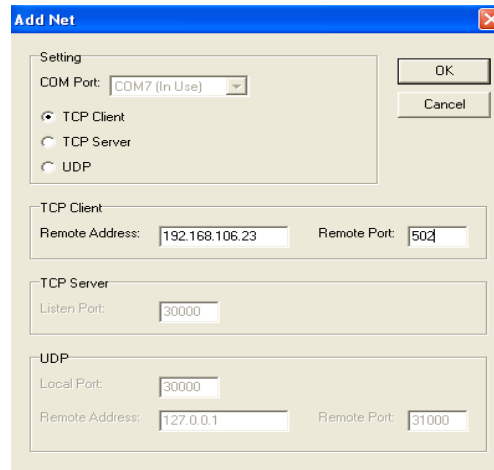 Add Net
Setting
COM Port: COM7 (In Use)
OK
Cancel
TCP Client
TCP Server
UDP
TCP Client
Remote Address: 192.168.106.23 Remote Port: 502
TCP Server
Listen Port: 30000
UDP
Local Port: 30000
Remote Address: 127.0.0.1 Remote Port: 31000